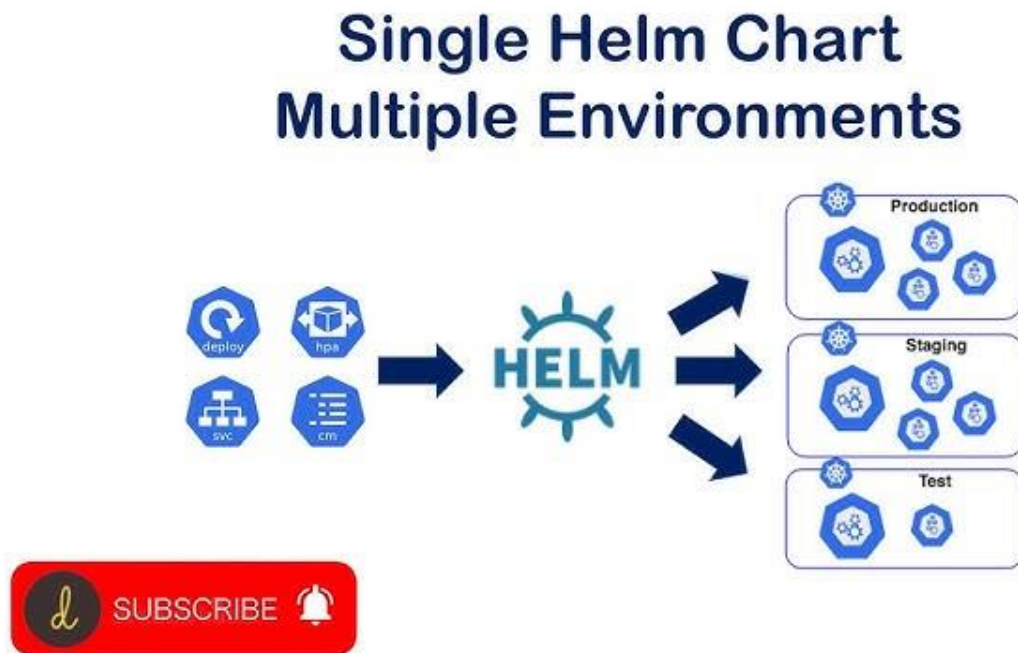 Single Helm Chart
Multiple Environments
deploy
hpa
svc
cm
HELM
Production
Staging
Test
d
SUBSCRIBE